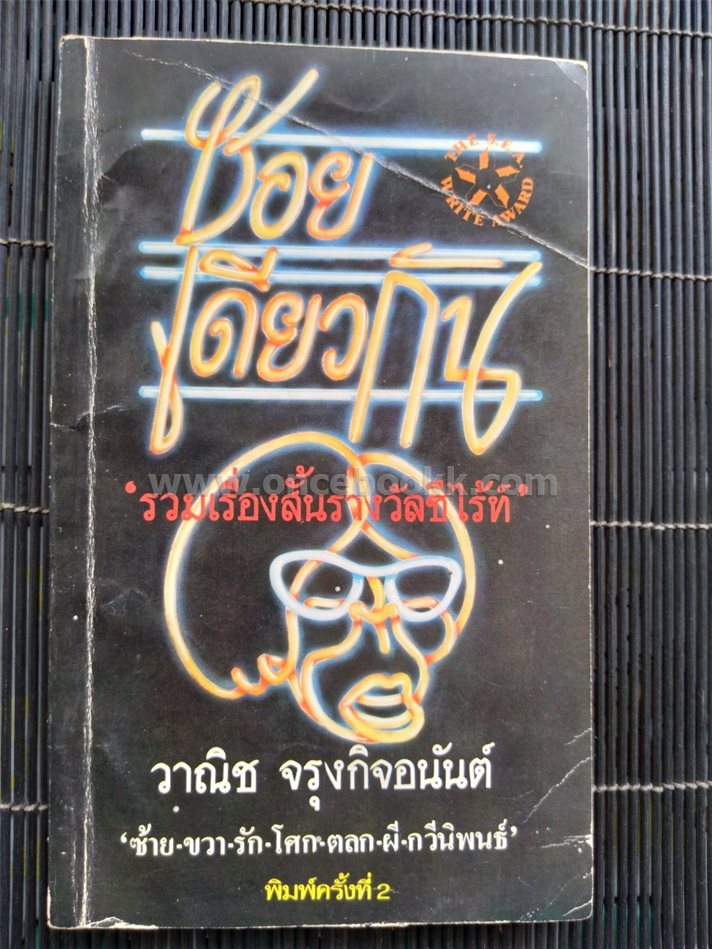 ซอย
THE S.E.A. WRITE AWARD
เดียวกัน
www.oncebookk.com
'รวมเรื่องสั้นรางวัลซีไร้ท์'
วาณิช จรุงกิจอนันต์
'ซ้าย·ขวา·รัก·โศก·ตลก·ผี·กวีนิพนธ์'
พิมพ์ครั้งที่ 2